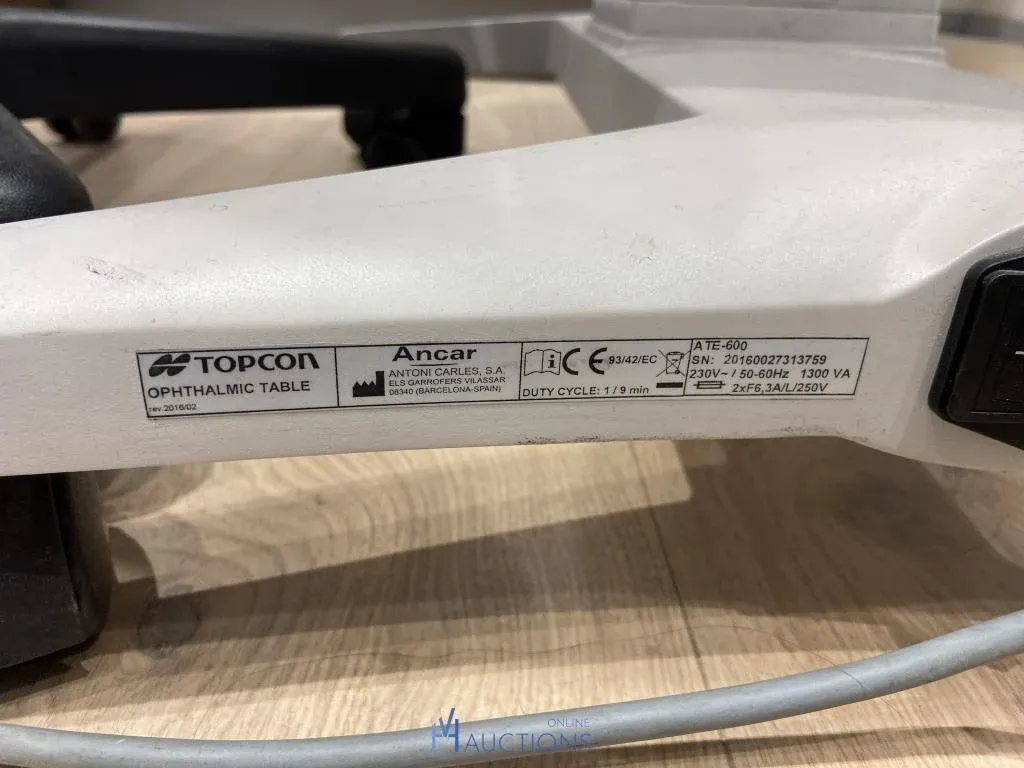 TOPCON
OPHTHALMIC TABLE
rev.2016/02
Ancar
ANTONI CARLES, S.A.
ELS GARROFERS VILASSAR
08340 (BARCELONA-SPAIN)
CE 93/42/EC
DUTY CYCLE: 1 / 9 min
ATE-600
SN: 20160027313759
230V~ / 50-60Hz 1300 VA
2xF6,3A/L/250V
ONLINE
AUCTIONS